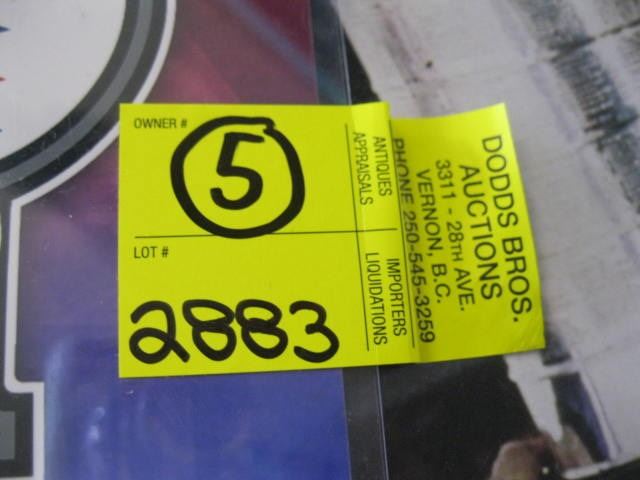 OWNER #
5
LOT #
2883
DODDS BROS.
AUCTIONS
3311 - 28TH AVE.
VERNON, B.C.
PHONE 250-545-3259
ANTIQUES IMPORTERS
APPRAISALS LIQUIDATIONS